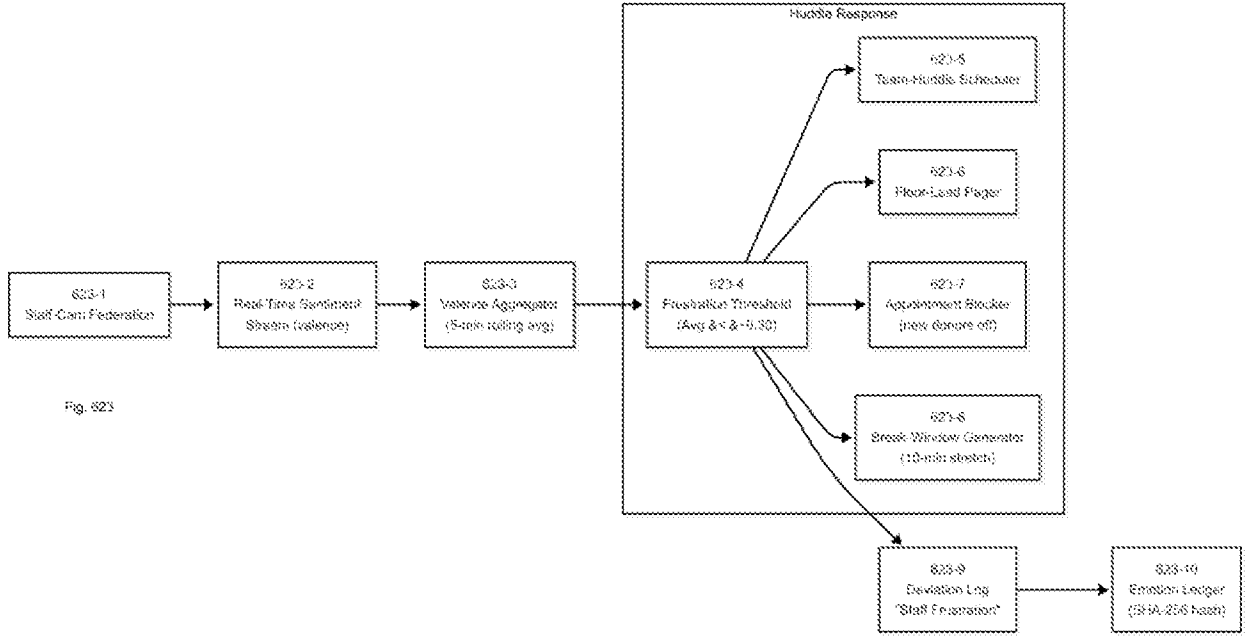 Huddle Response
623-5
Team-Huddle Scheduler
623-6
Floor-Lead Pager
623-1
Staff-Cam Federation
623-2
Real-Time Sentiment
Stream (valence)
623-3
Valence Aggregator
(5-min rolling avg)
623-4
Frustration Threshold
(Avg &< &
623-7
Appointment Blocker
(new donors off)
Fig. 623
623-8
Break-Window Generator
(10-min stretch)
623-9
Deviation Log
"Staff Frustration"
623-10
Emotion Ledger
(SHA-256 hash)